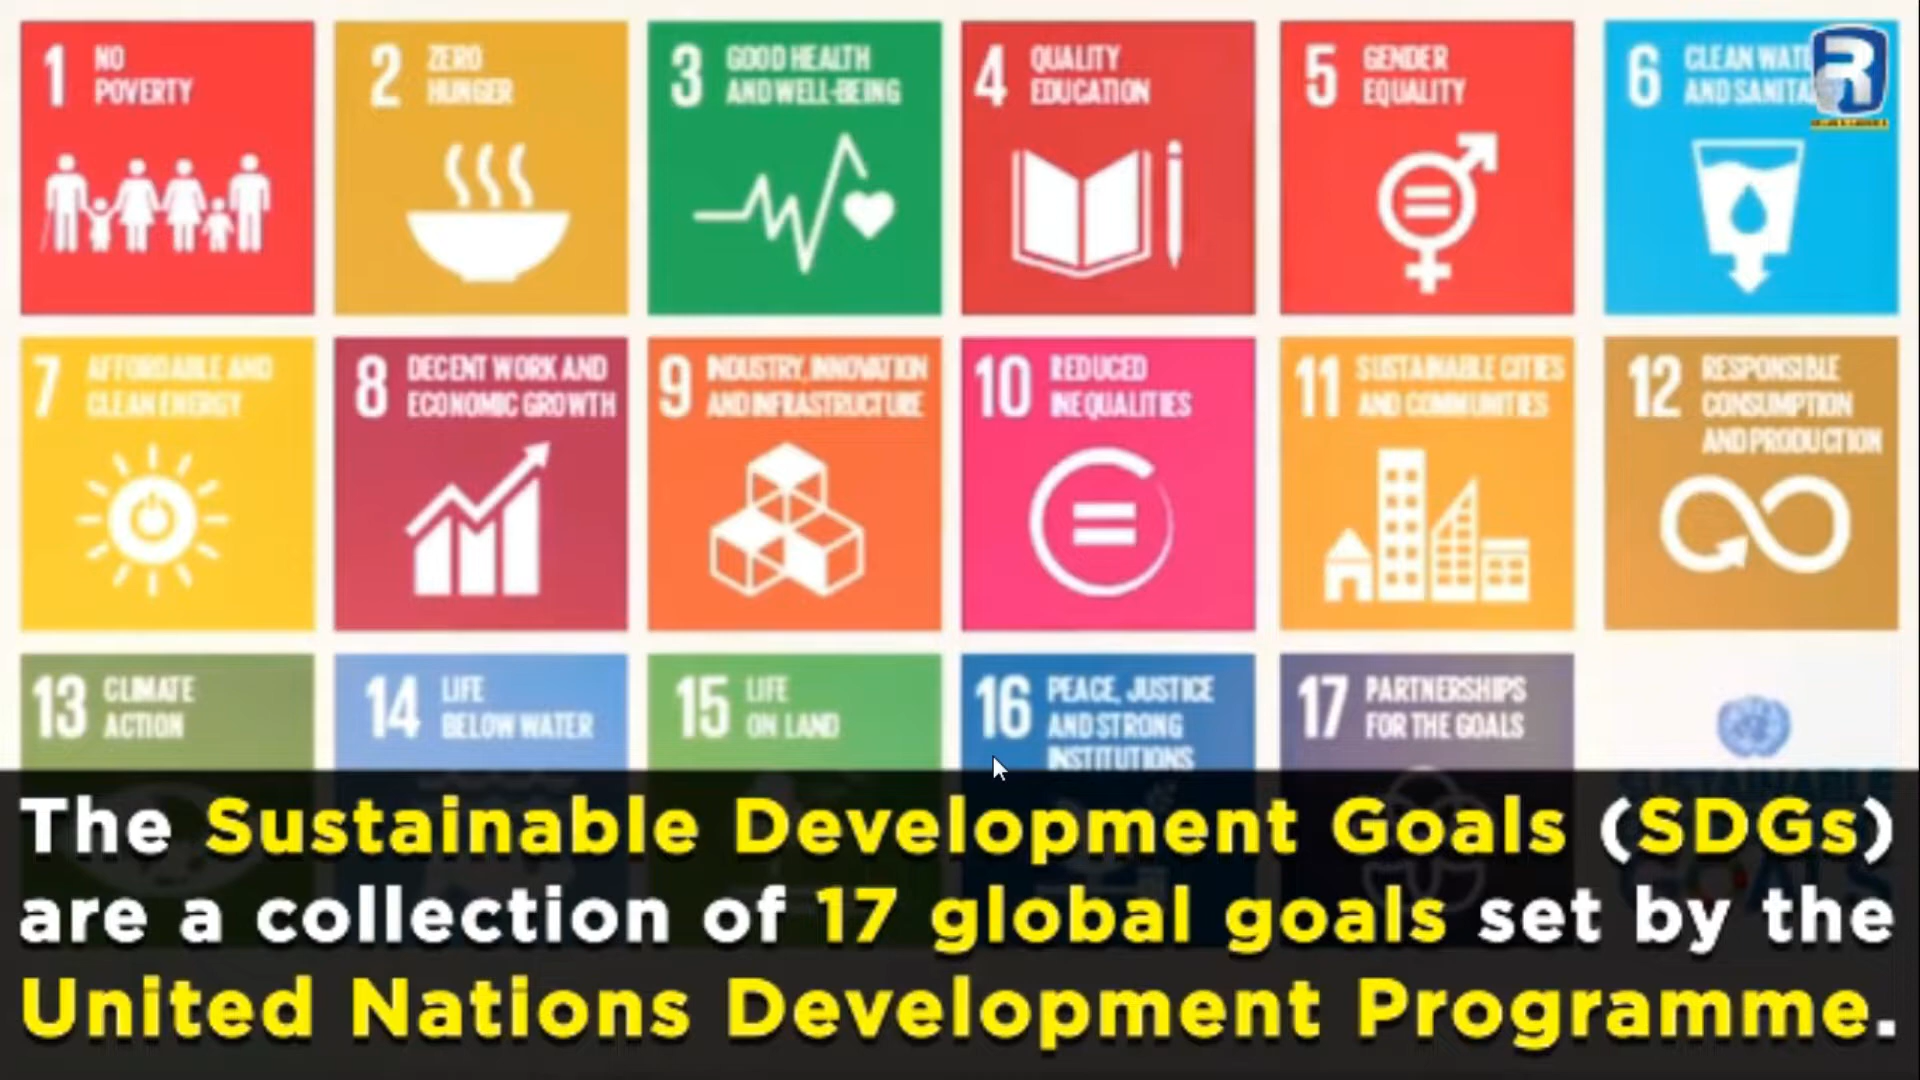 1 NO
POVERTY
2 ZERO
HUNGER
3 GOOD HEALTH
AND WELL-BEING
4 QUALITY
EDUCATION
5 GENDER
EQUALITY
6 CLEAN
AND
7 AFFORDABLE AND
CLEAN ENERGY
8 DECENT WORK AND
ECONOMIC GROWTH
9 INDUSTRY, INNOVATION
AND INFRASTRUCTURE
10 REDUCED
INEQUALITIES
11 SUSTAINABLE CITIES
AND COMMUNITIES
12 RESPONSIBLE
CONSUMPTION
AND PRODUCTION
13 CLIMATE
ACTION
14 LIFE
BELOW WATER
15 LIFE
ON LAND
16 PEACE, JUSTICE
AND STRONG
INSTITUTIONS
17 PARTNERSHIPS
FOR THE GOALS
The Sustainable Development Goals (SDGs)
are a collection of 17 global goals set by the
United Nations Development Programme.